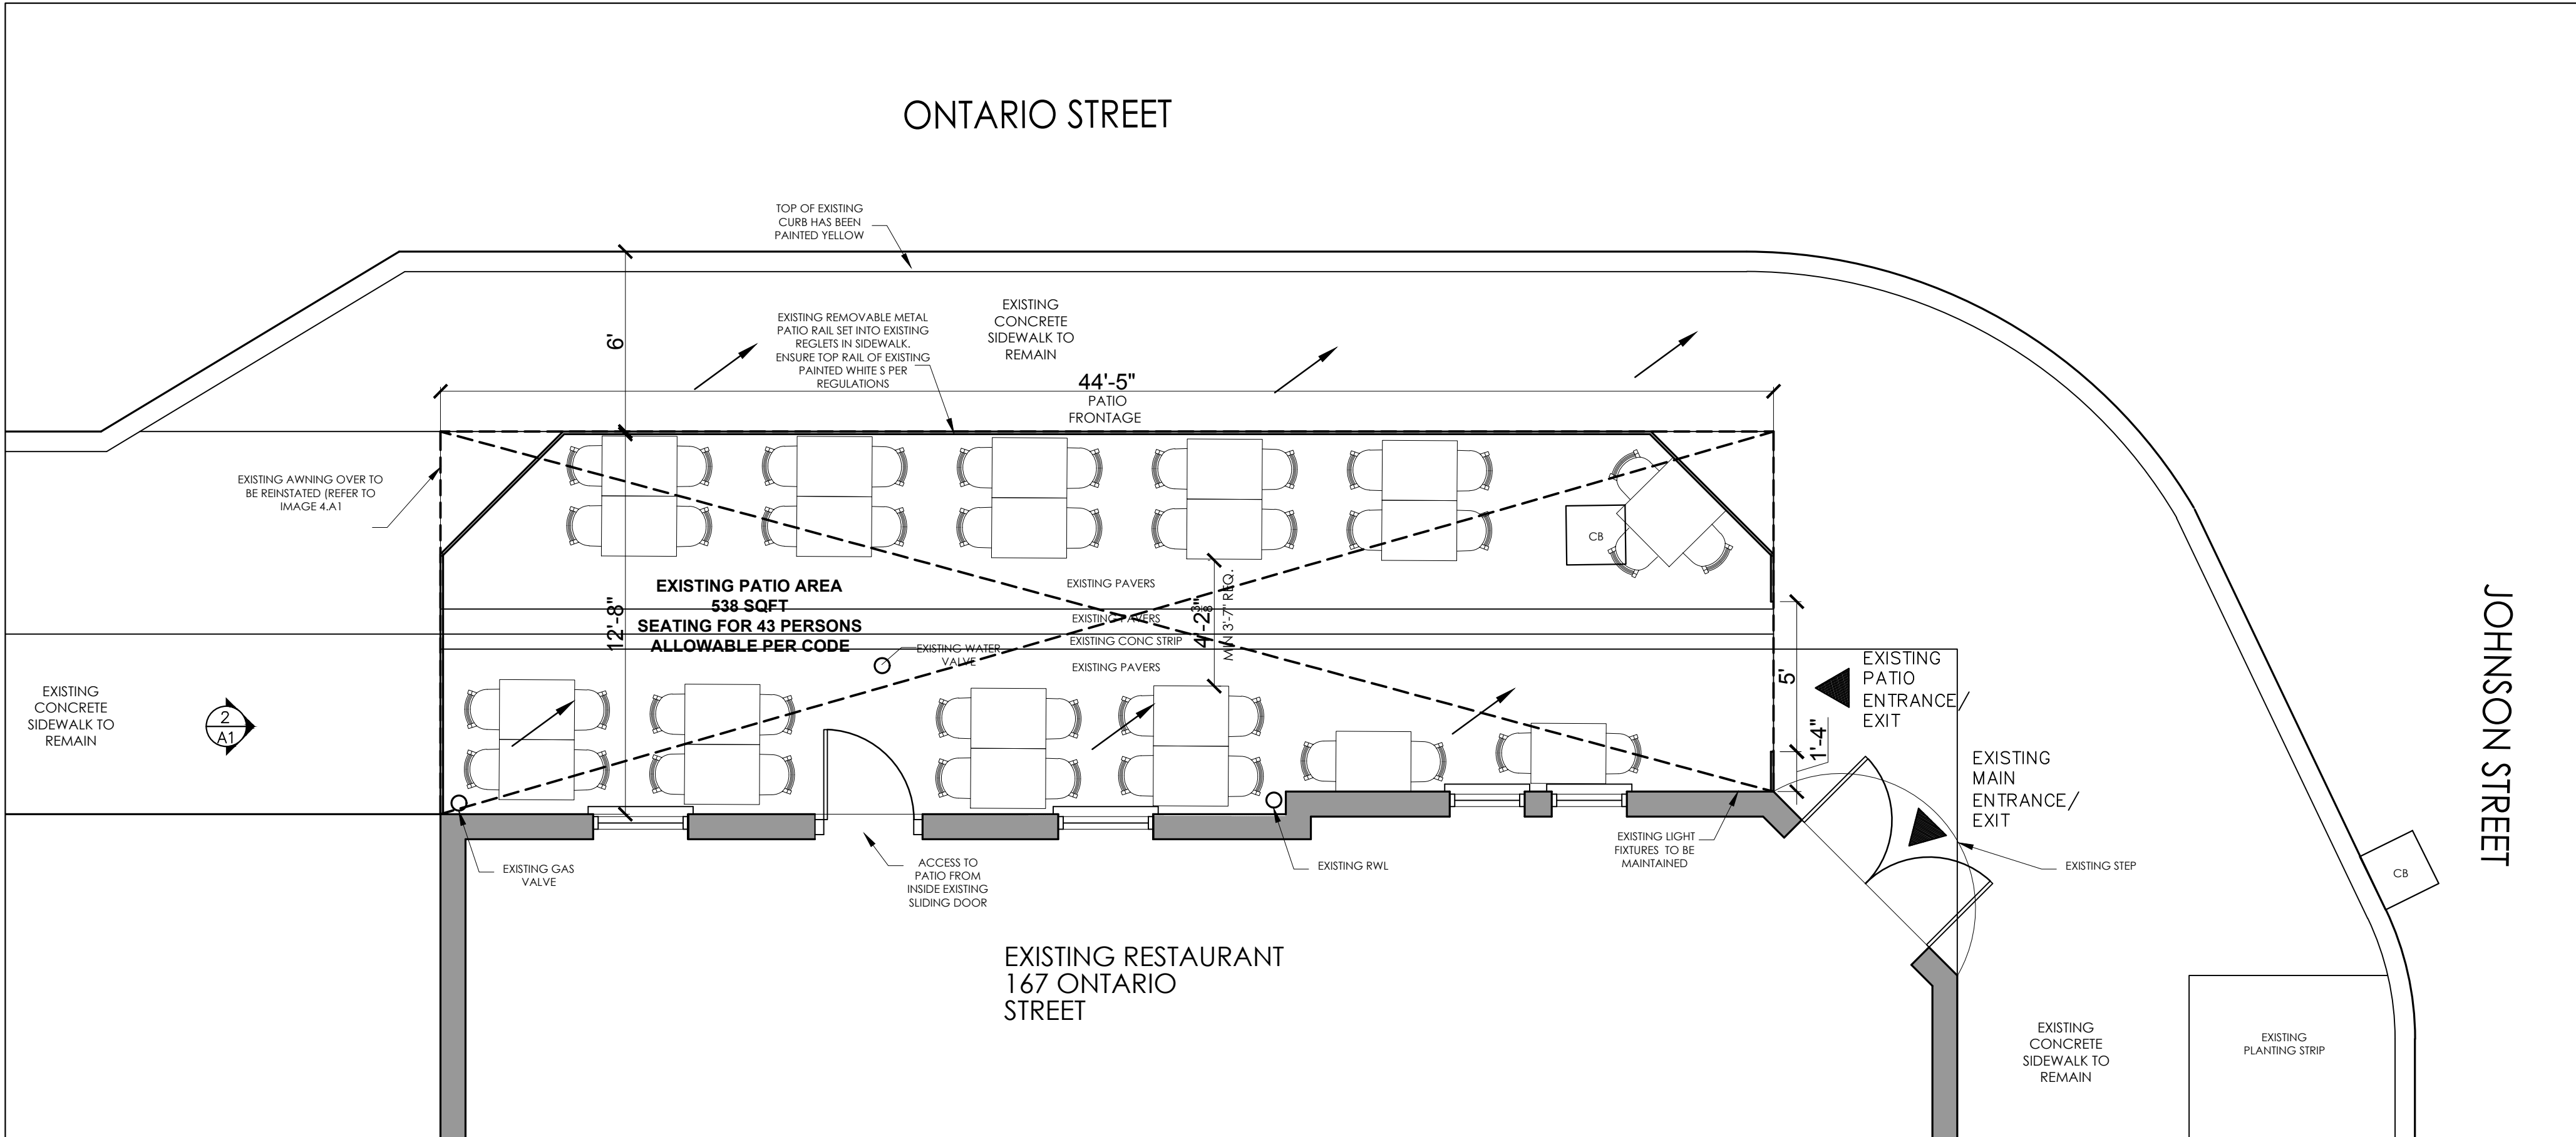 ONTARIO STREET
TOP OF EXISTING
CURB HAS BEEN
PAINTED YELLOW
EXISTING REMOVABLE METAL
PATIO RAIL SET INTO EXISTING
REGLETS IN SIDEWALK.
ENSURE TOP RAIL OF EXISTING
PAINTED WHITE S PER
REGULATIONS
EXISTING
CONCRETE
SIDEWALK TO
REMAIN
6'
44'-5"
PATIO
FRONTAGE
EXISTING AWNING OVER TO
BE REINSTATED (REFER TO
IMAGE 4.A1
CB
EXISTING PATIO AREA
538 SQFT
SEATING FOR 43 PERSONS
ALLOWABLE PER CODE
12'-8"
EXISTING PAVERS
EXISTING PAVERS
EXISTING CONC STRIP
EXISTING PAVERS
4'-2⅜"
MIN 3'-7" REQ.
EXISTING WATER
VALVE
5'
1'-4"
EXISTING
PATIO
ENTRANCE/
EXIT
EXISTING
MAIN
ENTRANCE/
EXIT
JOHNSON STREET
EXISTING
CONCRETE
SIDEWALK TO
REMAIN
2
A1
EXISTING GAS
VALVE
ACCESS TO
PATIO FROM
INSIDE EXISTING
SLIDING DOOR
EXISTING RWL
EXISTING LIGHT
FIXTURES TO BE
MAINTAINED
EXISTING STEP
CB
EXISTING RESTAURANT
167 ONTARIO
STREET
EXISTING
CONCRETE
SIDEWALK TO
REMAIN
EXISTING
PLANTING STRIP